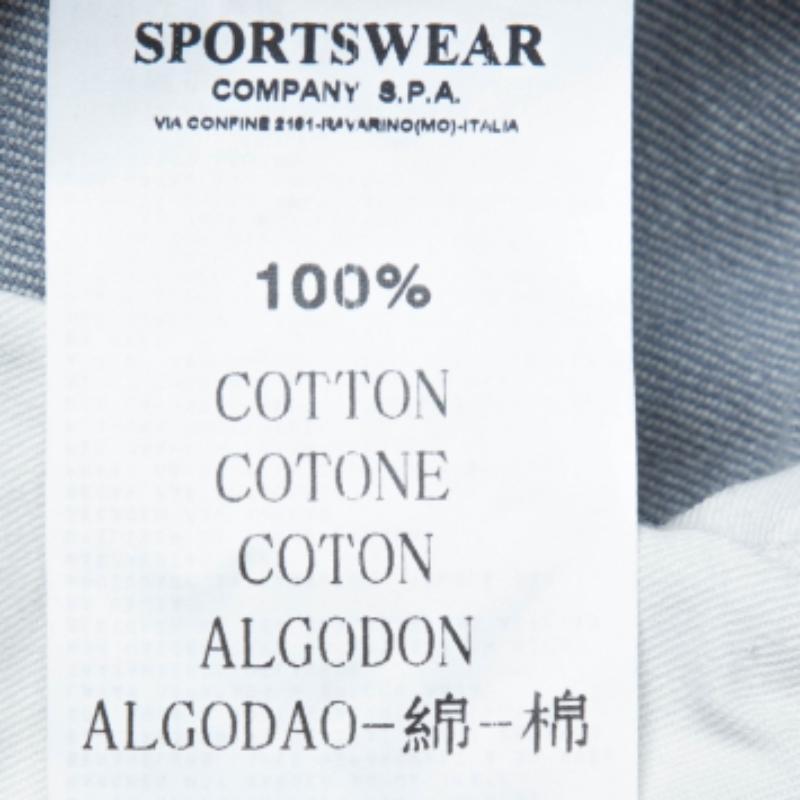 SPORTSWEAR
COMPANY S.P.A.
VIA CONFINE 2161-RAVARINO(MO)-ITALIA
100%
COTTON
COTONE
COTON
ALGODON
ALGODAO-綿--棉